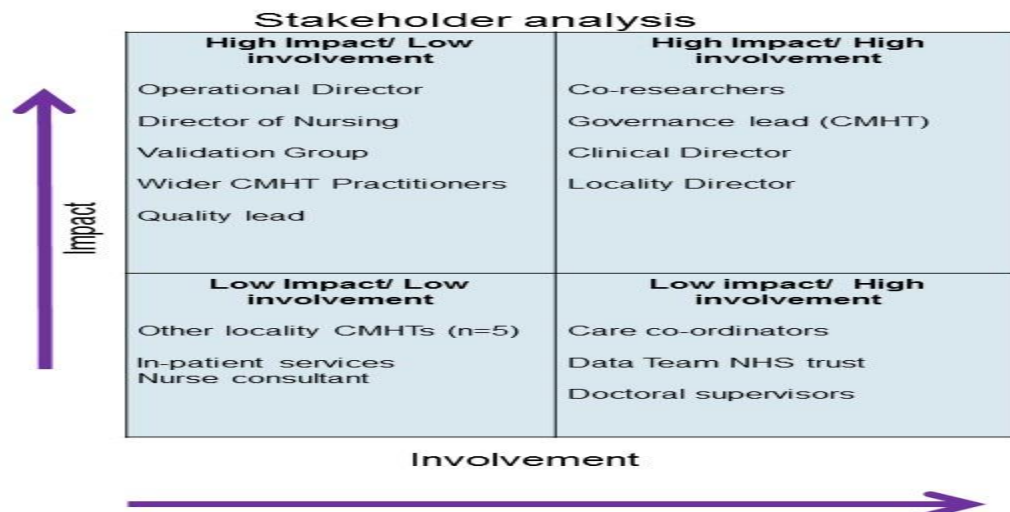 Stakeholder analysis
High Impact/ Low
involvement
Operational Director
Director of Nursing
Validation Group
Wider CMHT Practitioners
Quality lead
High Impact/ High
involvement
Co-researchers
Governance lead (CMHT)
Clinical Director
Locality Director
Impact
Low Impact/ Low
involvement
Other locality CMHTs (n=5)
In-patient services
Nurse consultant
Low impact/ High
involvement
Care co-ordinators
Data Team NHS trust
Doctoral supervisors
Involvement